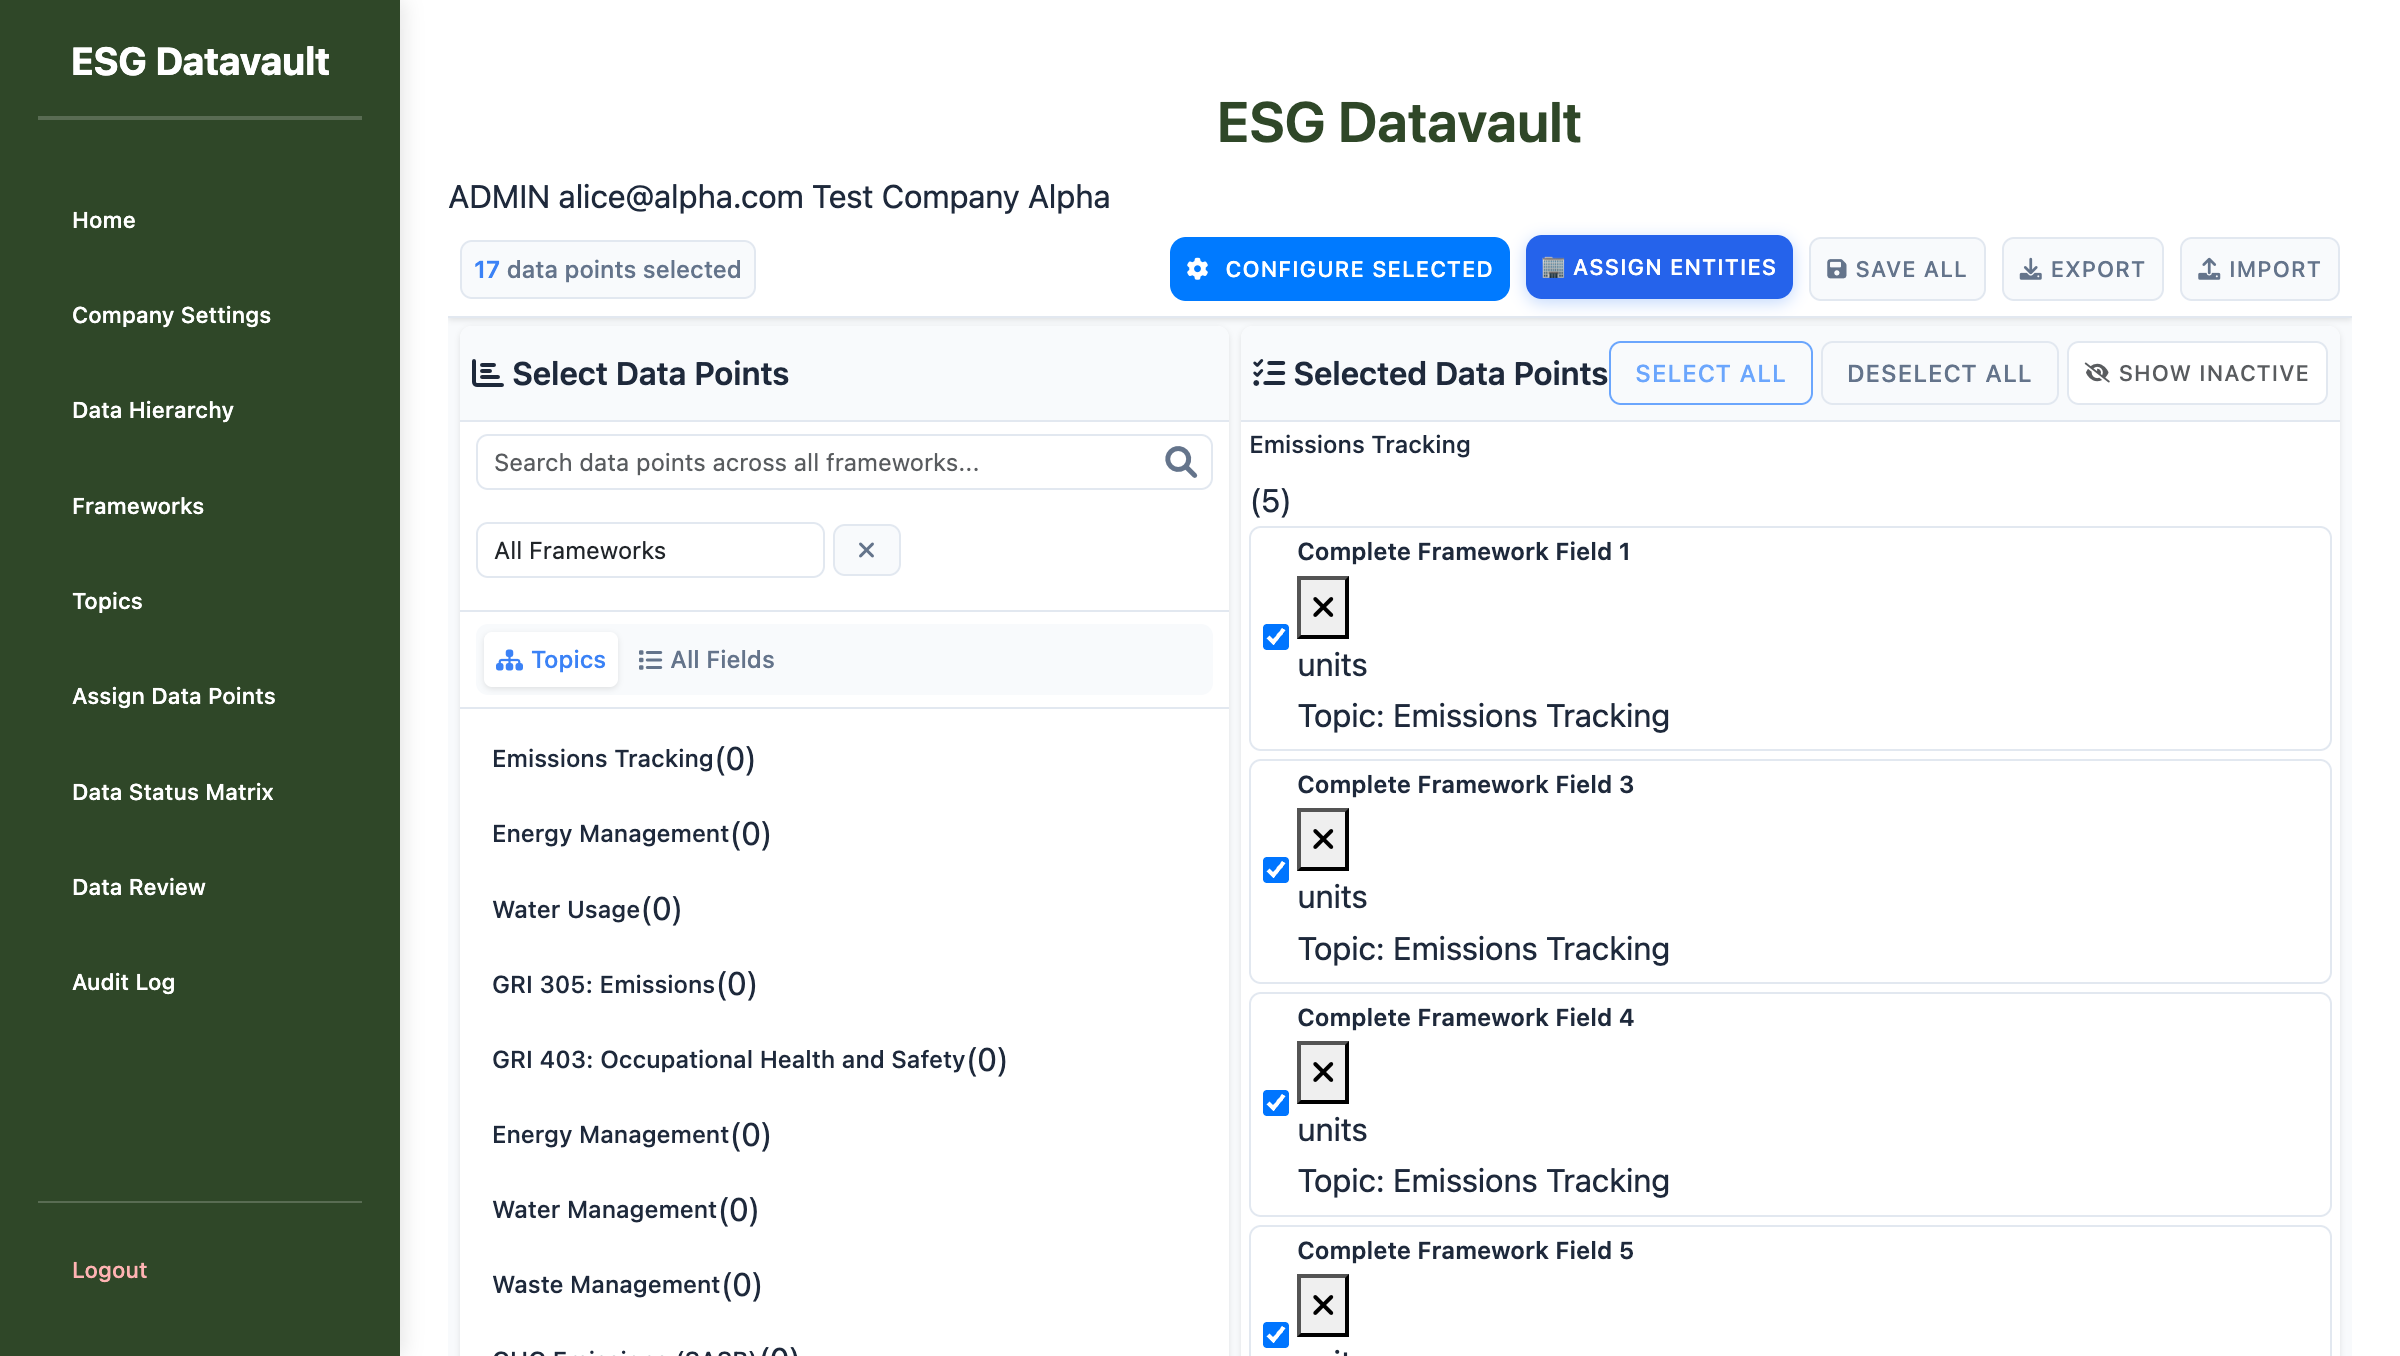 ESG Datavault
Home
Company Settings
Data Hierarchy
Frameworks
Topics
Assign Data Points
Data Status Matrix
Data Review
Audit Log
Logout
ESG Datavault
ADMIN alice@alpha.com Test Company Alpha
17 data points selected
CONFIGURE SELECTED
ASSIGN ENTITIES
SAVE ALL
EXPORT
IMPORT
Select Data Points
Search data points across all frameworks...
All Frameworks
Topics
All Fields
Emissions Tracking(0)
Energy Management(0)
Water Usage(0)
GRI 305: Emissions(0)
GRI 403: Occupational Health and Safety(0)
Energy Management(0)
Water Management(0)
Waste Management(0)
GHG Emissions (SASB)(0)
Selected Data Points
SELECT ALL
DESELECT ALL
SHOW INACTIVE
Emissions Tracking
(5)
Complete Framework Field 1
units
Topic: Emissions Tracking
Complete Framework Field 3
units
Topic: Emissions Tracking
Complete Framework Field 4
units
Topic: Emissions Tracking
Complete Framework Field 5